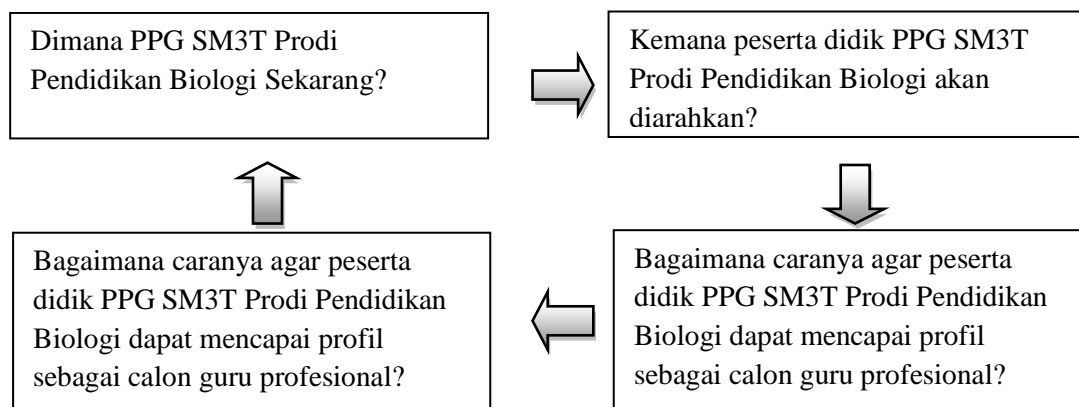 Dimana PPG SM3T Prodi
Pendidikan Biologi Sekarang?
Kemana peserta didik PPG SM3T
Prodi Pendidikan Biologi akan
diarahkan?
Bagaimana caranya agar peserta
didik PPG SM3T Prodi Pendidikan
Biologi dapat mencapai profil
sebagai calon guru profesional?
Bagaimana caranya agar peserta
didik PPG SM3T Prodi Pendidikan
Biologi dapat mencapai profil
sebagai calon guru profesional?